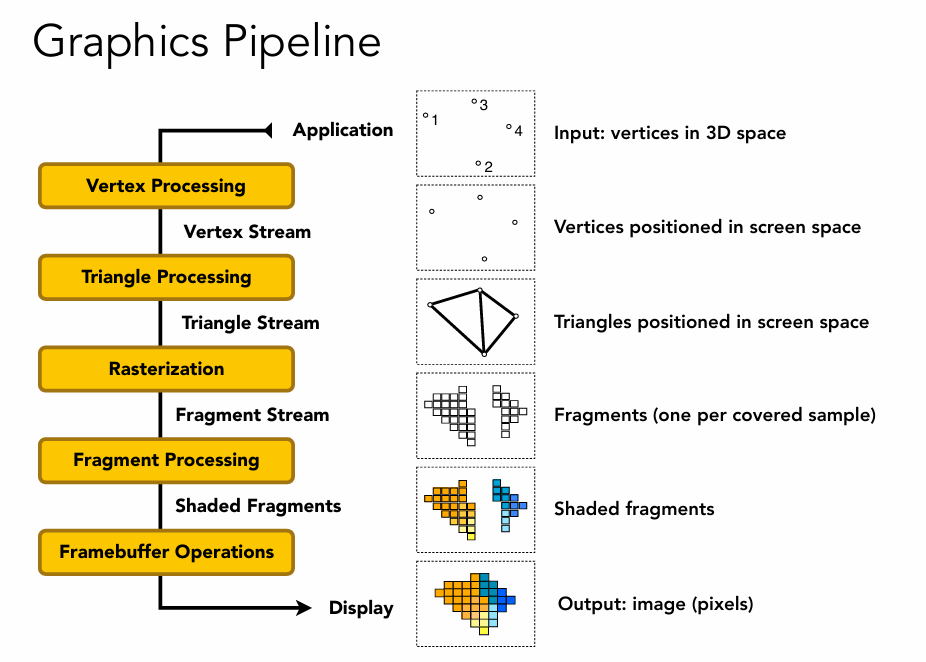 Graphics Pipeline
Application
3
1
4
2
Input: vertices in 3D space
Vertex Processing
Vertex Stream
Vertices positioned in screen space
Triangle Processing
Triangle Stream
Triangles positioned in screen space
Rasterization
Fragment Stream
Fragments (one per covered sample)
Fragment Processing
Shaded Fragments
Shaded fragments
Framebuffer Operations
Display
Output: image (pixels)